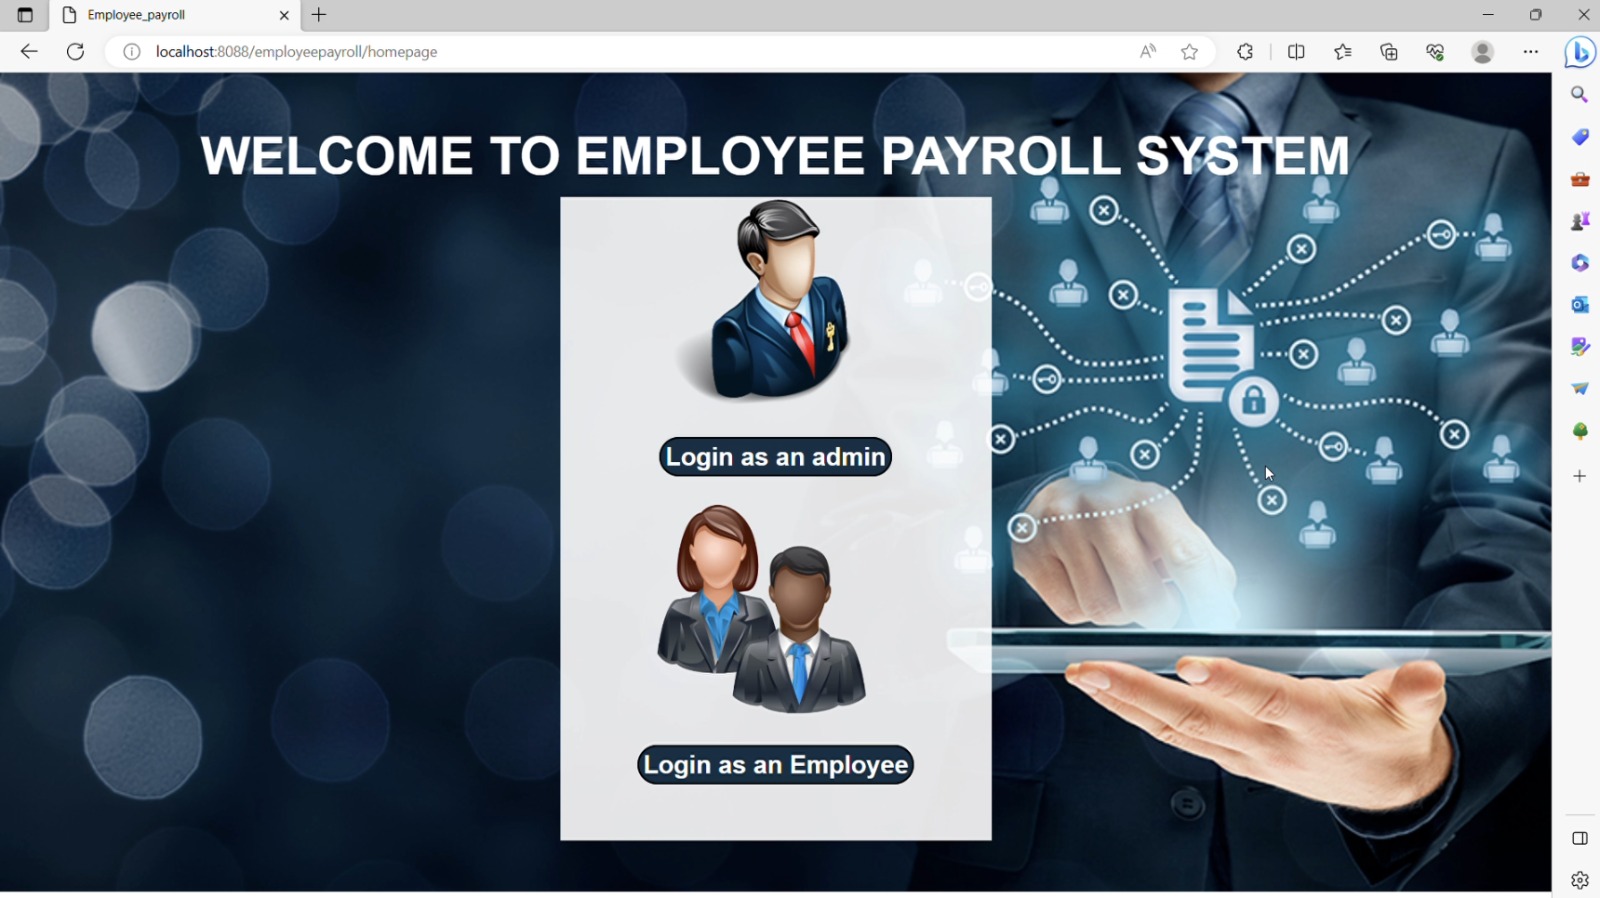 Employee_payroll
localhost:8088/employeepayroll/homepage
WELCOME TO EMPLOYEE PAYROLL SYSTEM
Login as an admin
Login as an Employee